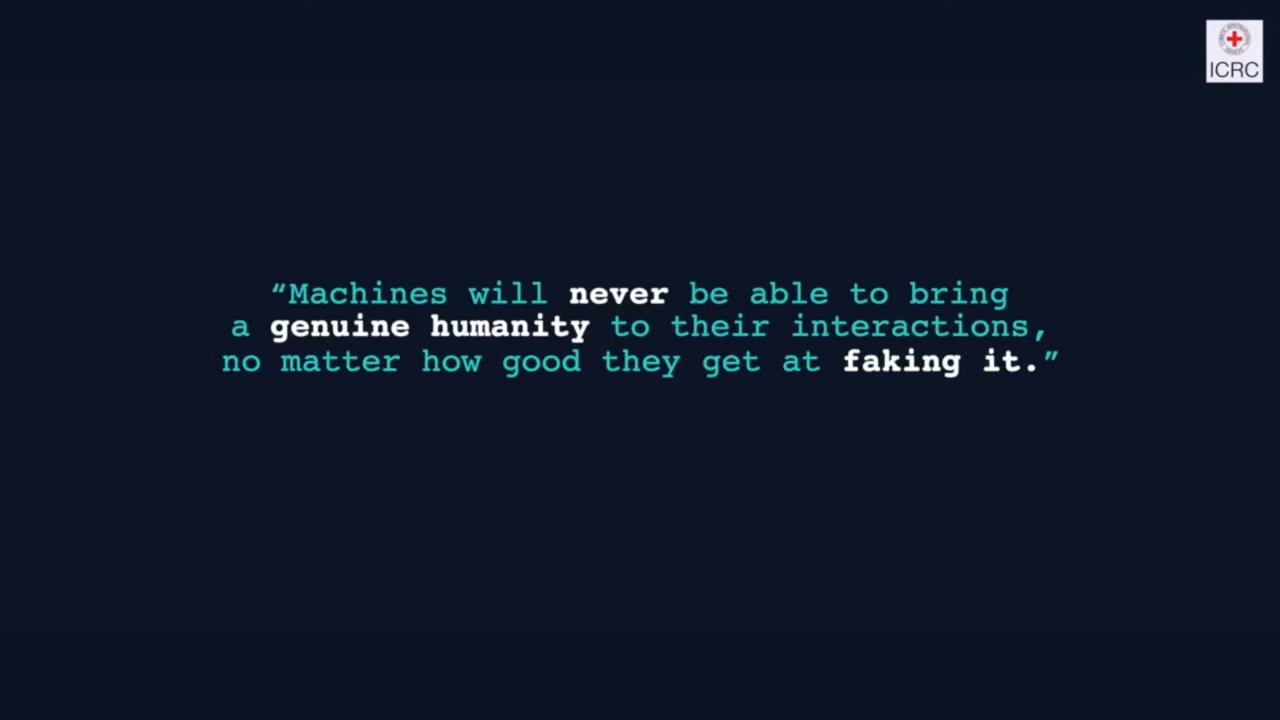 ICRC
“Machines will never be able to bring
a genuine humanity to their interactions,
no matter how good they get at faking it.”